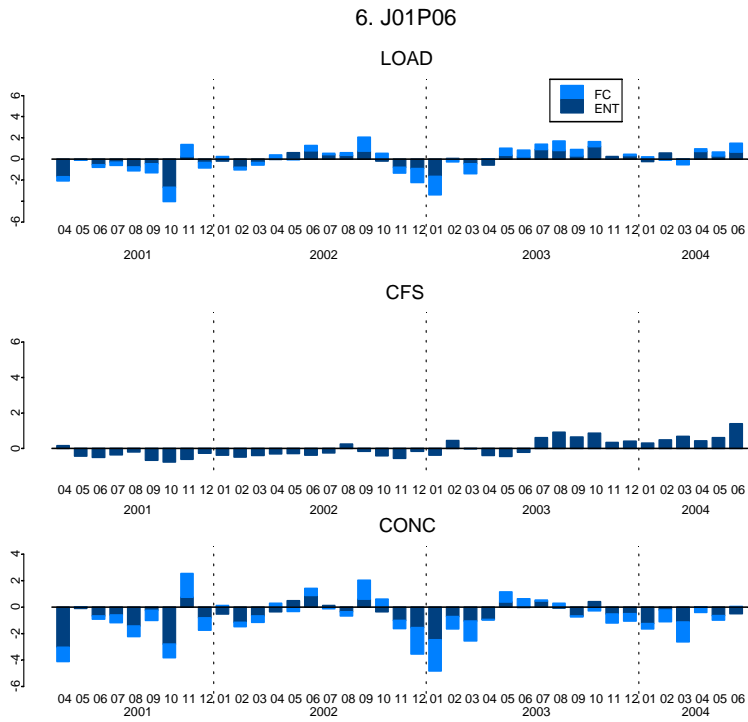 6. J01P06
LOAD
FC
ENT
-6 -2 0 2 4 6
04 05 06 07 08 09 10 11 12 01 02 03 04 05 06 07 08 09 10 11 12 01 02 03 04 05 06 07 08 09 10 11 12 01 02 03 04 05 06
2001 2002 2003 2004
CFS
0 2 4 6
04 05 06 07 08 09 10 11 12 01 02 03 04 05 06 07 08 09 10 11 12 01 02 03 04 05 06 07 08 09 10 11 12 01 02 03 04 05 06
2001 2002 2003 2004
CONC
-6 -4 -2 0 2 4
04 05 06 07 08 09 10 11 12 01 02 03 04 05 06 07 08 09 10 11 12 01 02 03 04 05 06 07 08 09 10 11 12 01 02 03 04 05 06
2001 2002 2003 2004